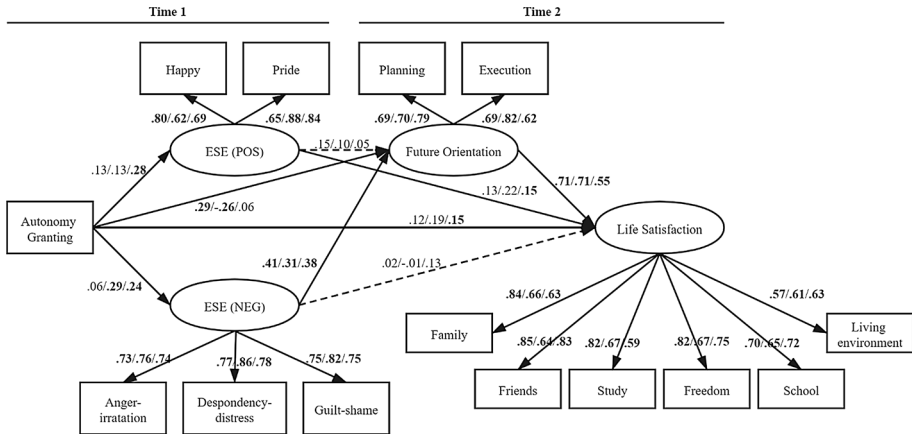 Time 1
Time 2
Happy
Pride
Planning
Execution
.80/.62/.69
.65/.88/.84
.69/.70/.79
.69/.82/.62
ESE (POS)
.15/.10/.05
Future Orientation
.13/.13/.28
.13/.22/.15
.71/.71/.55
.29/-.26/.06
Autonomy
Granting
.12/.19/.15
Life Satisfaction
.06/.29/.24
.41/.31/.38
.02/-.01/.13
ESE (NEG)
.84/.66/.63
.57/.61/.63
Family
.85/.64/.83
.82/.67/.59
.82/.67/.75
.70/.65/.72
Living
environment
.73/.76/.74
.77/.86/.78
.75/.82/.75
Friends
Study
Freedom
School
Anger-
irratation
Despondency-
distress
Guilt-shame